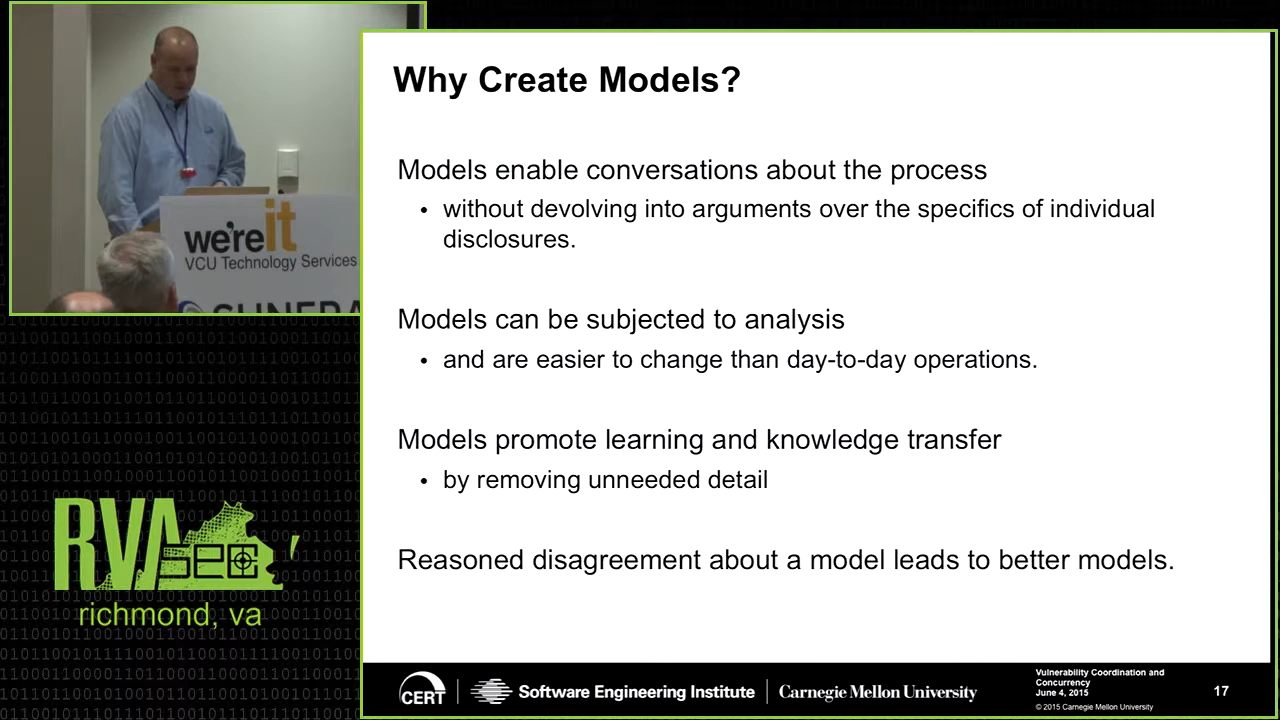 Why Create Models?
Models enable conversations about the process
• without devolving into arguments over the specifics of individual
disclosures.
Models can be subjected to analysis
• and are easier to change than day-to-day operations.
Models promote learning and knowledge transfer
• by removing unneeded detail
Reasoned disagreement about a model leads to better models.
we're it
VCU Technology Services
RVA
sec
richmond, va
CERT
Software Engineering Institute
Carnegie Mellon University
Vulnerability Coordination and
Concurrency
June 4, 2015
© 2015 Carnegie Mellon University
17